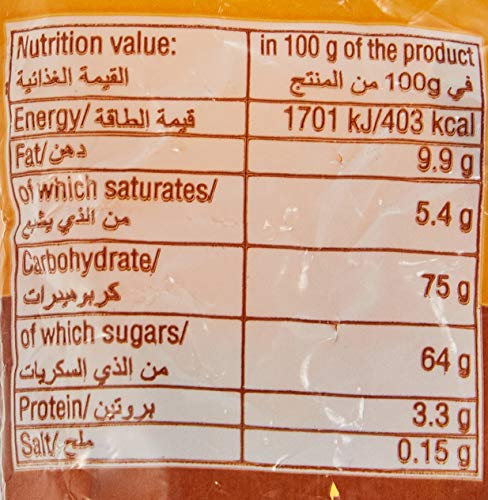 Nutrition value: in 100 g of the product
القيمة الغذائية في 100g من المنتج
Energy/ قيمة الطاقة 1701 kJ/403 kcal
Fat/ دهن 9.9 g
of which saturates/
من الذي يشبع 5.4 g
Carbohydrate/
كربوهيدرات 75 g
of which sugars/
من الذي السكريات 64 g
Protein/ بروتين 3.3 g
Salt/ ملح 0.15 g